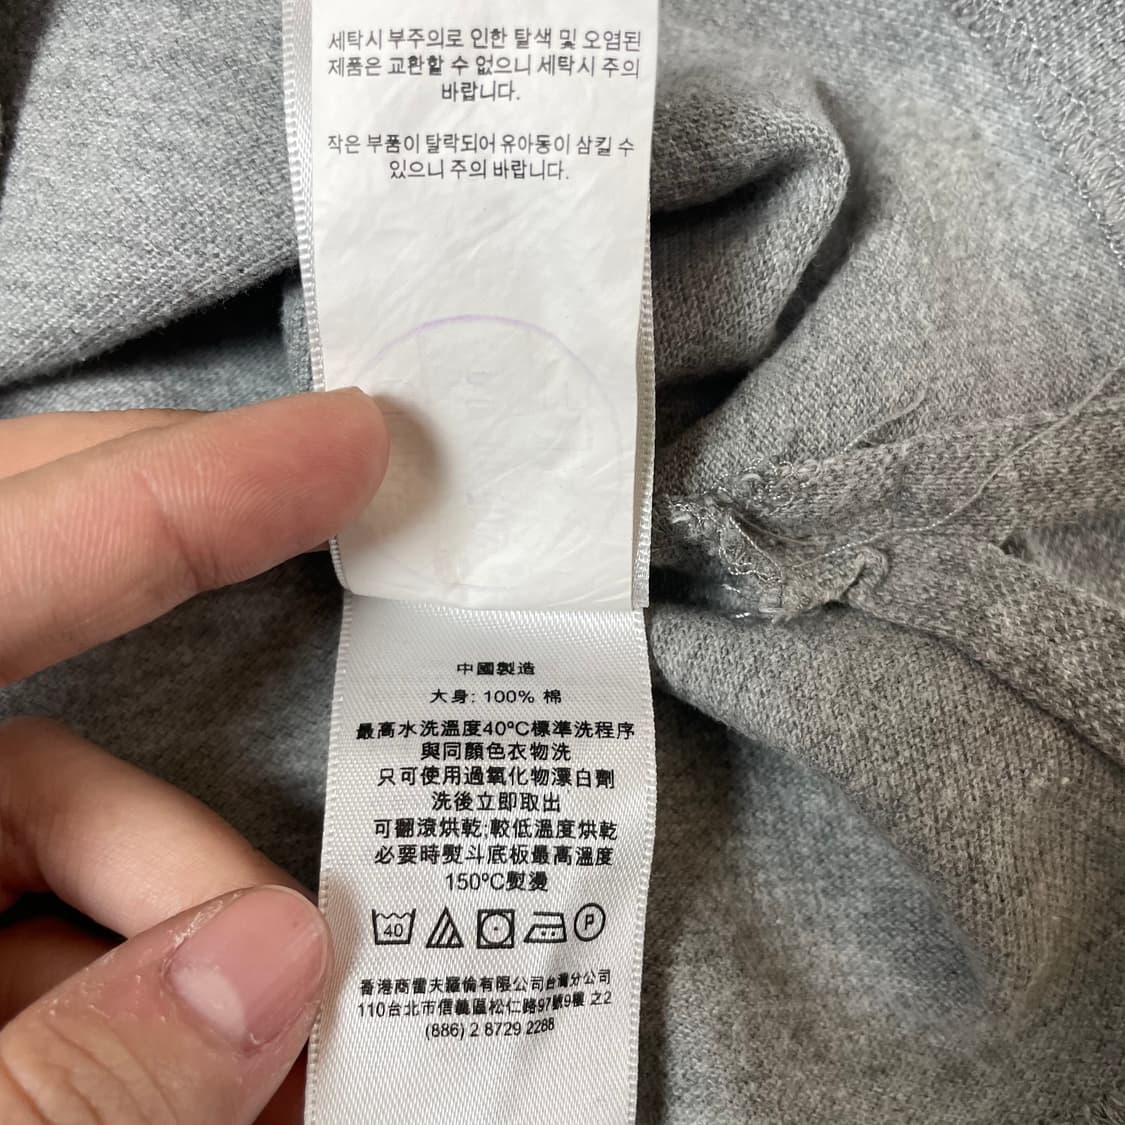 세탁시 부주의로 인한 탈색 및 오염된
제품은 교환할 수 없으니 세탁시 주의
바랍니다.
작은 부품이 탈락되어 유아동이 삼킬 수
있으니 주의 바랍니다.
中國製造
大身: 100% 棉
最高水洗溫度40ºC標準洗程序
與同顏色衣物洗
只可使用過氧化物漂白劑
洗後立即取出
可翻滾烘乾;較低溫度烘乾
必要時熨斗底板最高溫度
150ºC熨燙
40 P
香港商雷夫羅倫有限公司台灣分公司
110台北市信義區松仁路97號9樓 之2
(886) 2 8729 2288